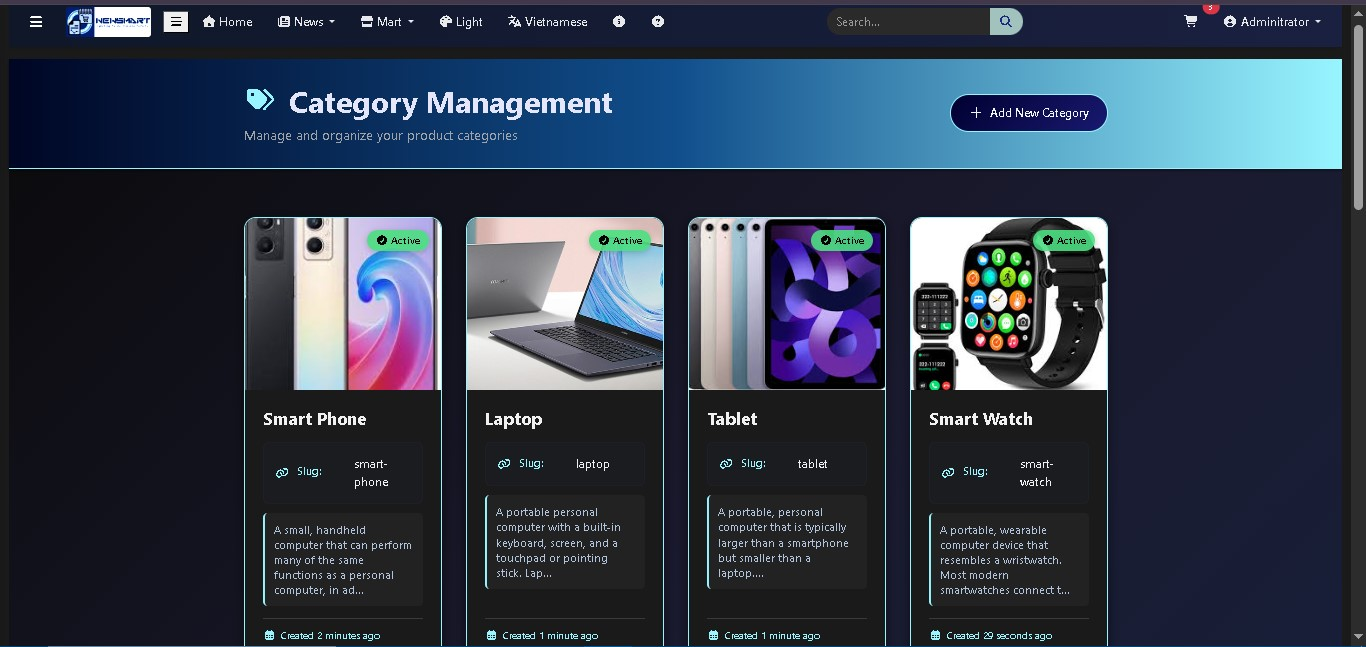 NEWSMART
Home
News
Mart
Light
Vietnamese
Search...
Adminitrator
Category Management
Manage and organize your product categories
Add New Category
Active
Active
Active
Active
Smart Phone
Slug:
smart-
phone
A small, handheld
computer that can perform
many of the same
functions as a personal
computer, in ad...
Created 2 minutes ago
Laptop
Slug:
laptop
A portable personal
computer with a built-in
keyboard, screen, and a
touchpad or pointing
stick. Lap...
Created 1 minute ago
Tablet
Slug:
tablet
A portable, personal
computer that is typically
larger than a smartphone
but smaller than a
laptop....
Created 1 minute ago
Smart Watch
Slug:
smart-
watch
A portable, wearable
computer device that
resembles a wristwatch.
Most modern
smartwatches connect t...
Created 29 seconds ago